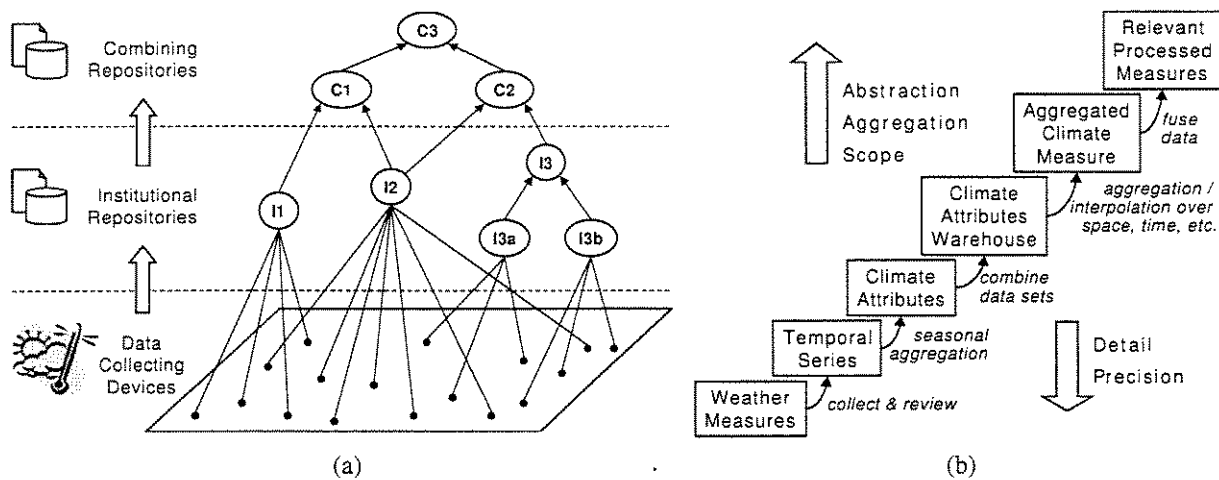 C3
Combining
Repositories
C1
C2
I3
Institutional
Repositories
I1
I2
I3a
I3b
Data
Collecting
Devices
(a)
Relevant
Processed
Measures
Abstraction
Aggregation
Scope
Aggregated
Climate
Measure
fuse
data
Climate
Attributes
Warehouse
aggregation /
interpolation over
space, time, etc.
Climate
Attributes
combine
data sets
Temporal
Series
seasonal
aggregation
Detail
Precision
Weather
Measures
collect & review
(b)